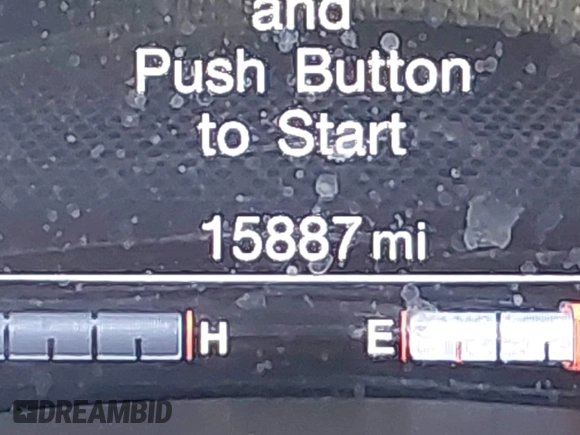 and
Push Button
to Start
15887 mi
H E
DREAMBID